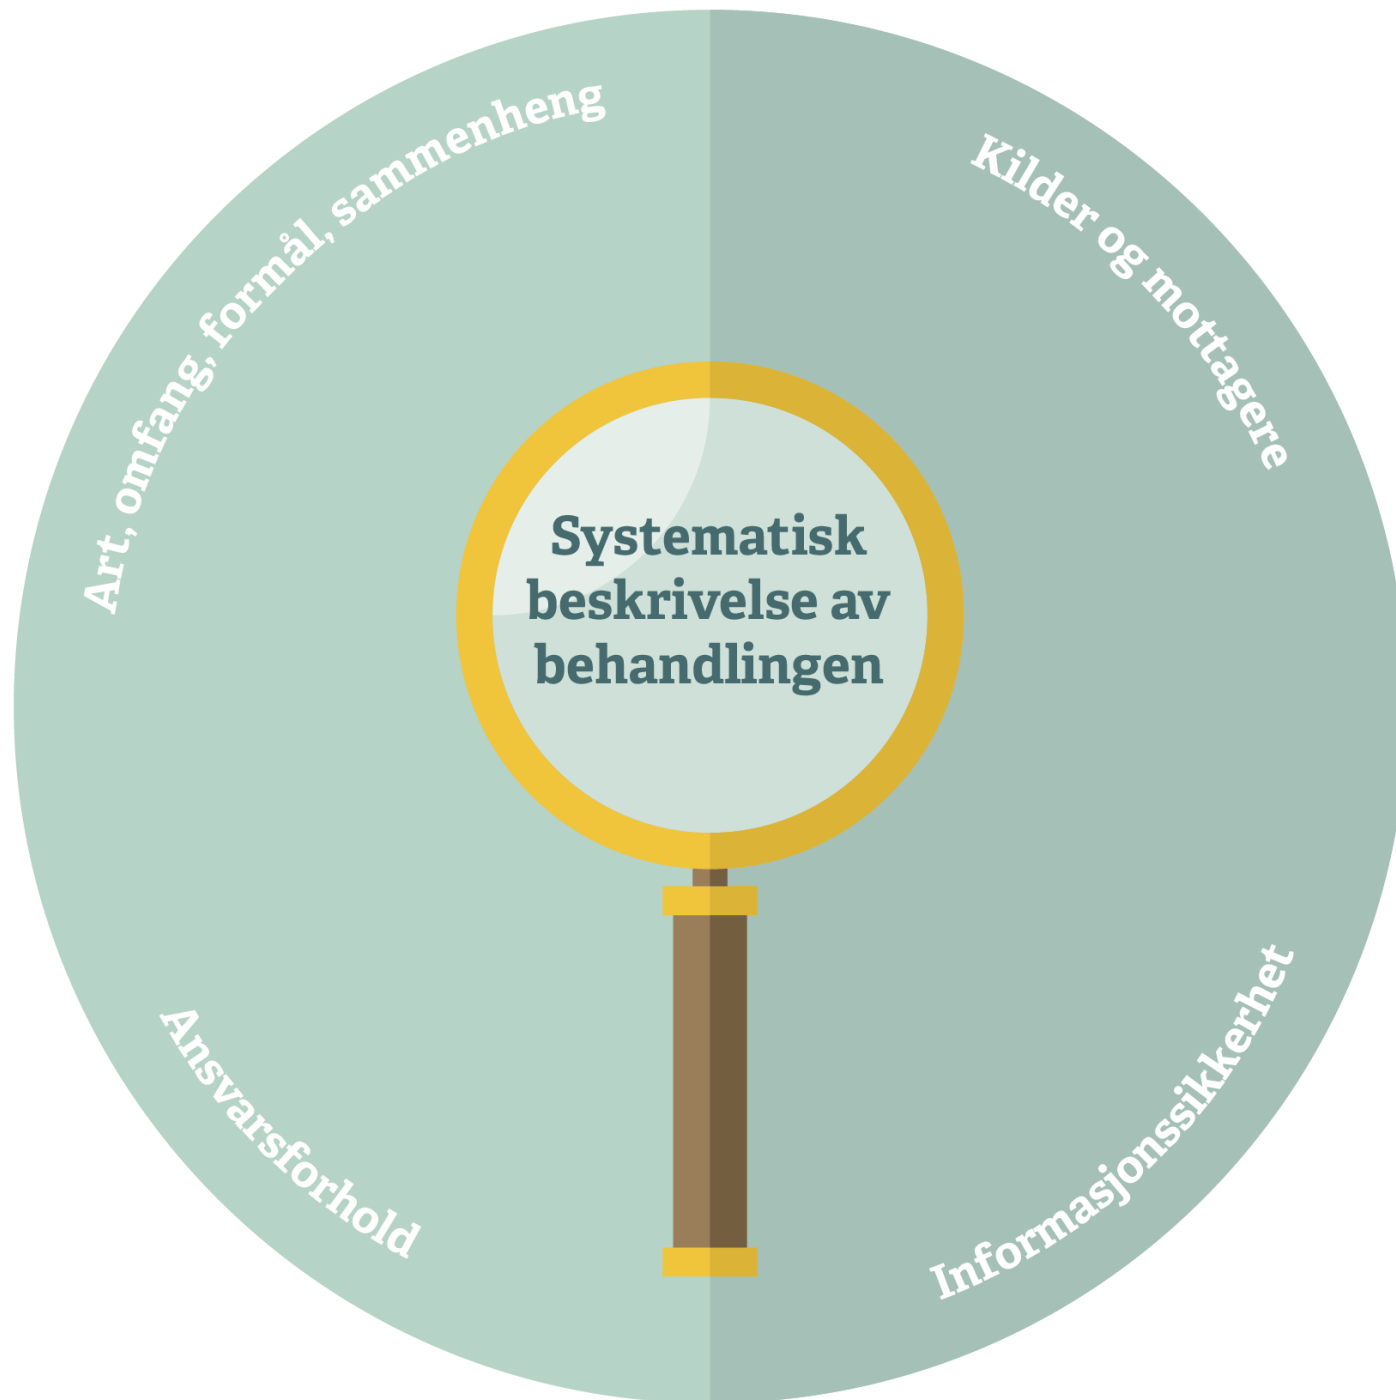 Art, omfang, formål, sammenheng
Kilder og mottagere
Systematisk
beskrivelse av
behandlingen
Ansvarsforhold
Informasjonssikkerhet